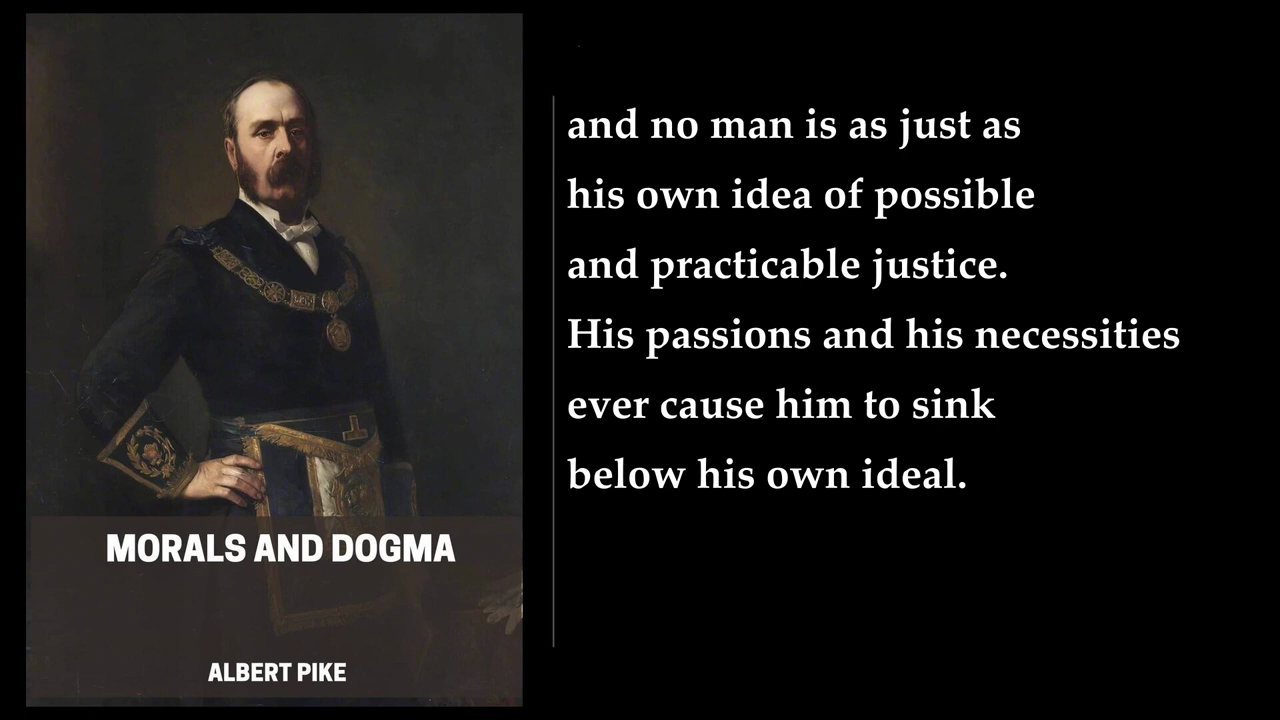 MORALS AND DOGMA
ALBERT PIKE
and no man is as just as
his own idea of possible
and practicable justice.
His passions and his necessities
ever cause him to sink
below his own ideal.